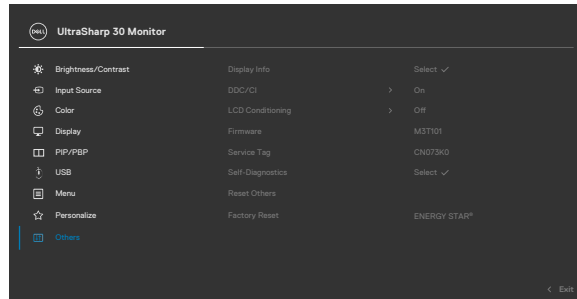 DELL UltraSharp 30 Monitor
Brightness/Contrast Display Info Select ✓
Input Source DDC/CI > On
Color LCD Conditioning > Off
Display Firmware M3T101
PIP/PBP Service Tag CN073K0
USB Self-Diagnostics Select ✓
Menu Reset Others
Personalize Factory Reset ENERGY STAR®
Others
< Exit